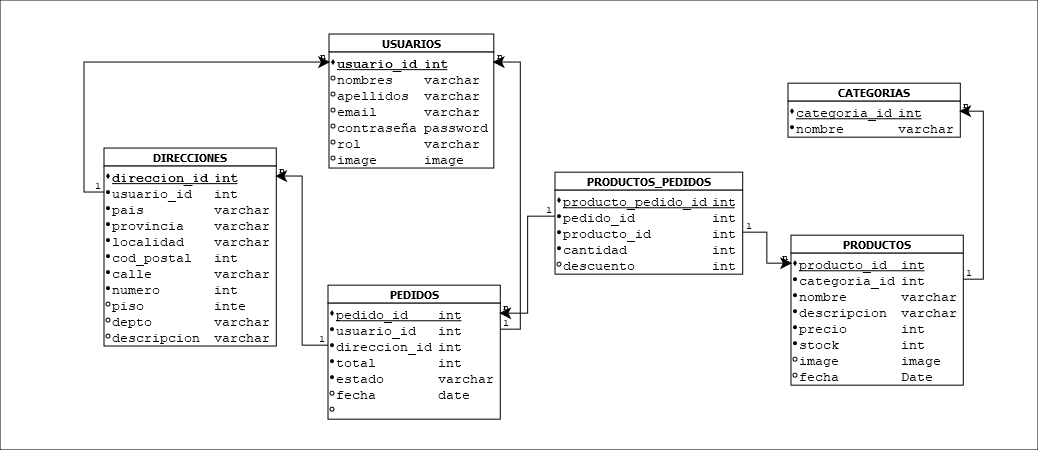 USUARIOS
usuario_id int
nombres varchar
apellidos varchar
email varchar
contraseña password
rol varchar
image image
DIRECCIONES
direccion_id int
usuario_id int
pais varchar
provincia varchar
localidad varchar
cod_postal int
calle varchar
numero int
piso inte
depto varchar
descripcion varchar
PEDIDOS
pedido_id int
usuario_id int
direccion_id int
total int
estado varchar
fecha date
PRODUCTOS_PEDIDOS
producto_pedido_id int
pedido_id int
producto_id int
cantidad int
descuento int
CATEGORIAS
categoria_id int
nombre varchar
PRODUCTOS
producto_id int
categoria_id int
nombre varchar
descripcion varchar
precio int
stock int
image image
fecha Date
1
1
1
1
1
1